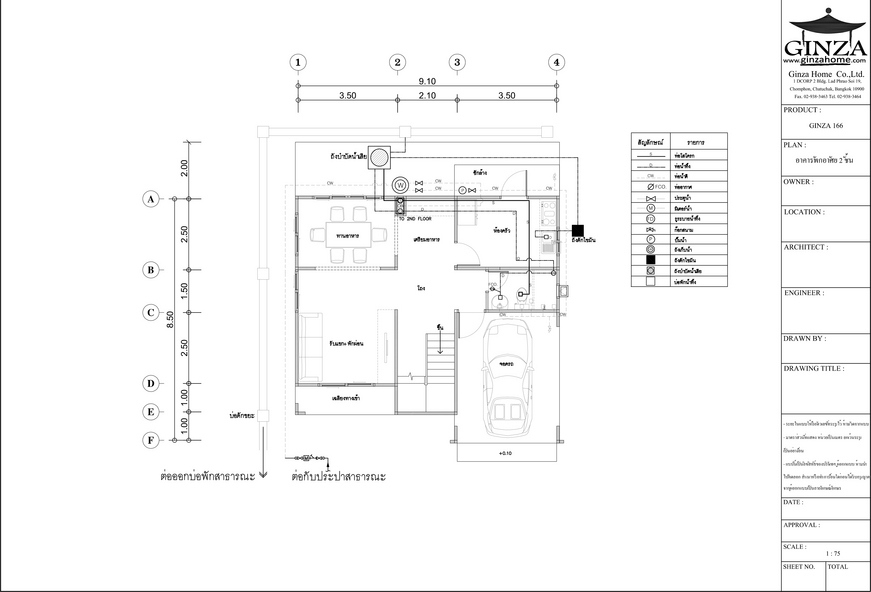 1
2
3
4
9.10
3.50
2.10
3.50
2.00
A
2.50
B
1.50
C
8.50
2.50
D
1.00
E
1.00
F
ถังบำบัดน้ำเสีย
ซักล้าง
CW
CW
CW
CW
W
P
TO 2ND FLOOR
ทานอาหาร
เตรียมอาหาร
ห้องครัว
ถังดักไขมัน
โถง
FCO
CW
CW
ขึ้น
รับแขก-พักผ่อน
จอดรถ
เฉลียงทางเข้า
บ่อดักขยะ
+0.10
ต่อออกบ่อพักสาธารณะ
ต่อกับประปาสาธารณะ
สัญลักษณ์ รายการ
ท่อโสโครก
ท่อน้ำทิ้ง
CW ท่อน้ำดี
FCO ท่ออากาศ
ประตูน้ำ
M มิเตอร์น้ำ
FD รูระบายน้ำทิ้ง
ก๊อกสนาม
P ปั๊มน้ำ
ถังเก็บน้ำ
ถังดักไขมัน
ถังบำบัดน้ำเสีย
บ่อพักน้ำทิ้ง
GINZA
www.ginzahome.com
Ginza Home Co.,Ltd.
1 DCORP 2 Bldg. Lad Phrao Soi 19,
Chomphon, Chatuchak, Bangkok 10900
Fax. 02-938-3463 Tel. 02-938-3464
PRODUCT :
GINZA 166
PLAN :
อาคารพักอาศัย 2 ชั้น
OWNER :
LOCATION :
ARCHITECT :
ENGINEER :
DRAWN BY :
DRAWING TITLE :
DATE :
APPROVAL :
SCALE :
1 : 75
SHEET NO. TOTAL